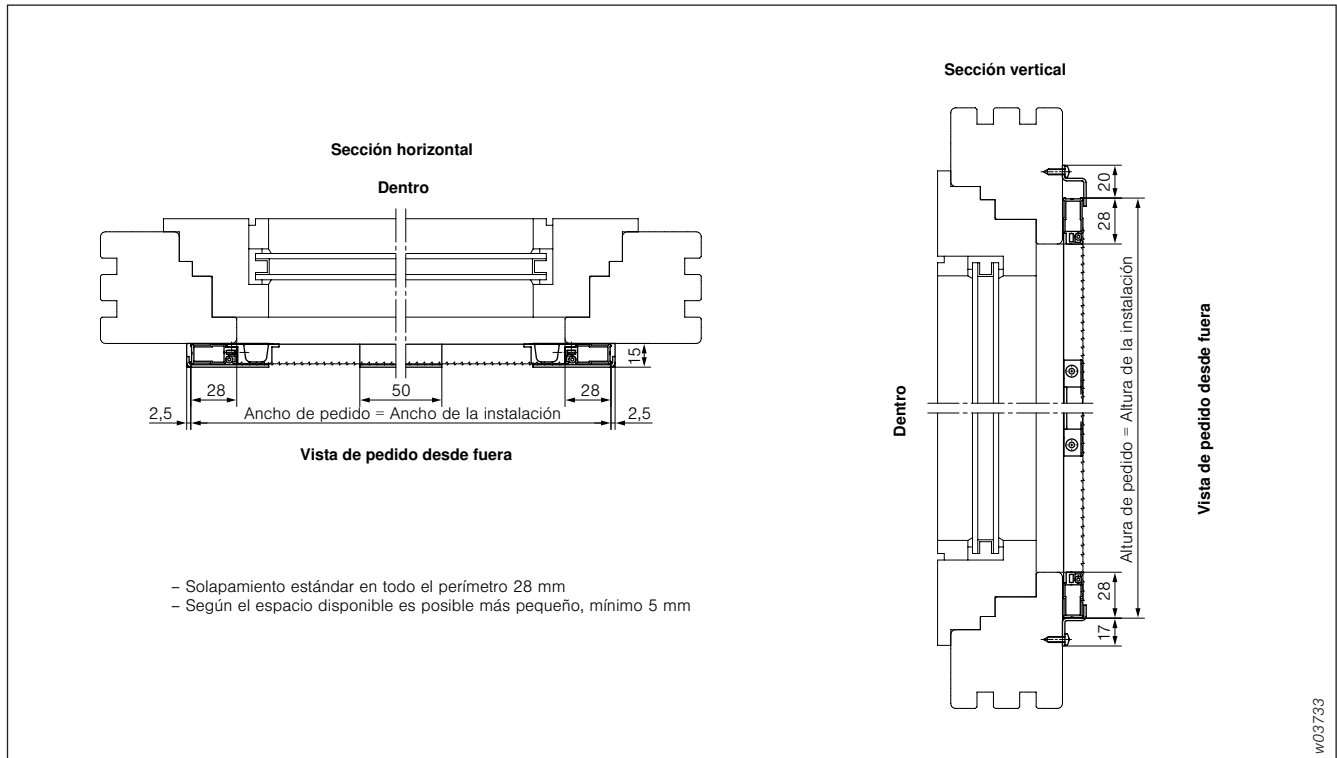 Sección horizontal
Dentro
15
28
50
28
2,5
Ancho de pedido = Ancho de la instalación
2,5
Vista de pedido desde fuera
– Solapamiento estándar en todo el perímetro 28 mm
– Según el espacio disponible es posible más pequeño, mínimo 5 mm
Sección vertical
20
28
Dentro
Altura de pedido = Altura de la instalación
Vista de pedido desde fuera
28
17
w03733